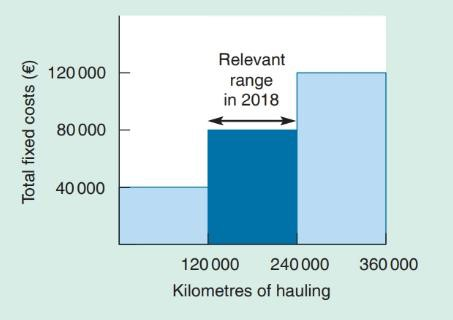 Total fixed costs (€)
120 000
80 000
40 000
Relevant
range
in 2018
120 000 240 000 360 000
Kilometres of hauling